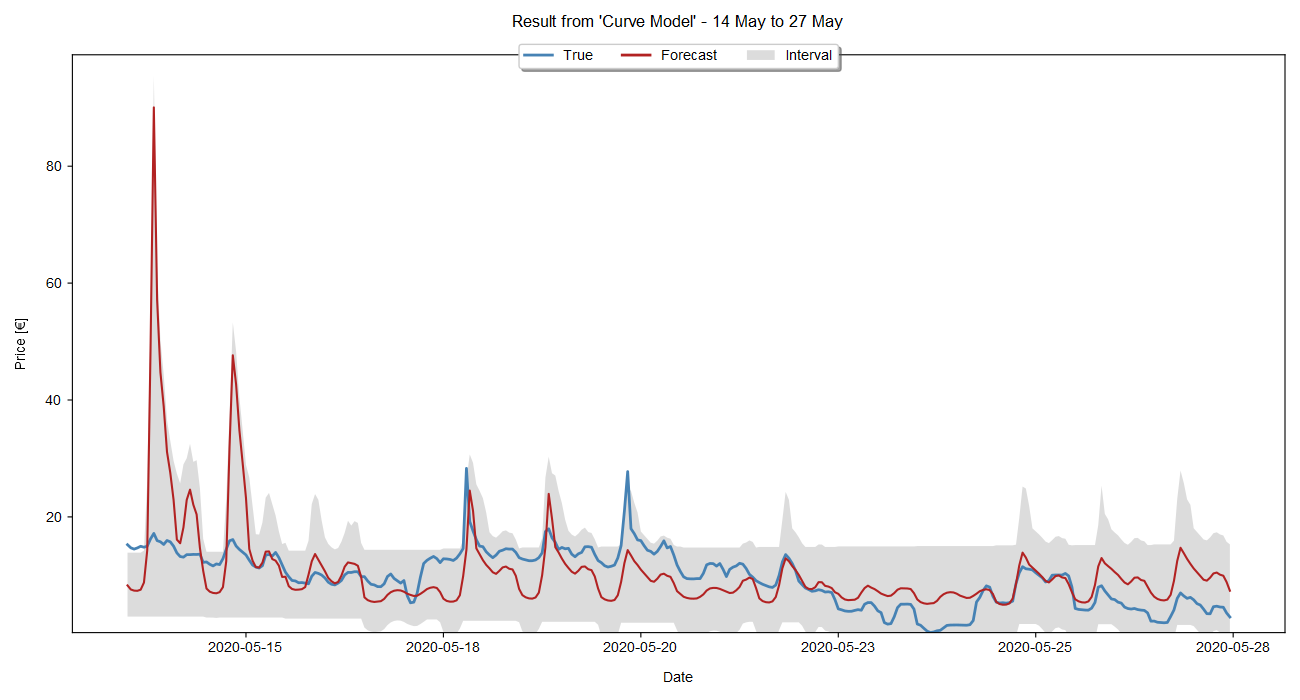 Result from 'Curve Model' - 14 May to 27 May
True Forecast Interval
80
60
40
20
Price [€]
2020-05-15 2020-05-18 2020-05-20 2020-05-23 2020-05-25 2020-05-28
Date